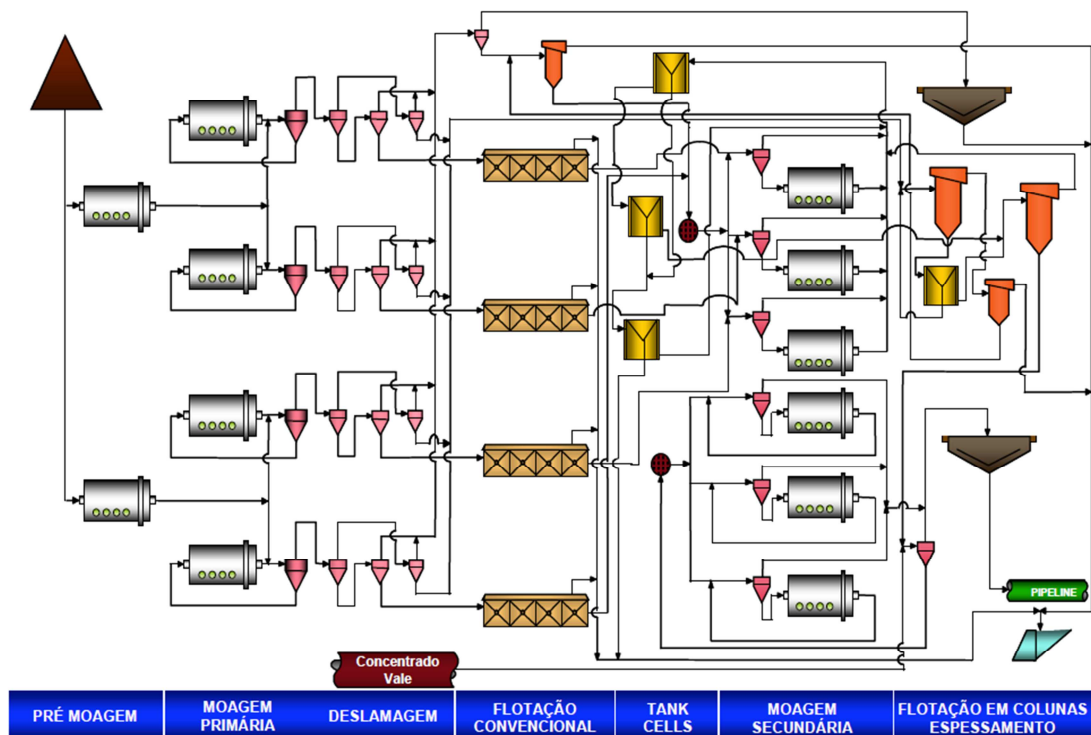 PIPELINE
Concentrado
Vale
PRÉ MOAGEM
MOAGEM
PRIMÁRIA
DESLAMAGEM
FLOTAÇÃO
CONVENCIONAL
TANK
CELLS
MOAGEM
SECUNDÁRIA
FLOTAÇÃO EM COLUNAS
ESPESSAMENTO